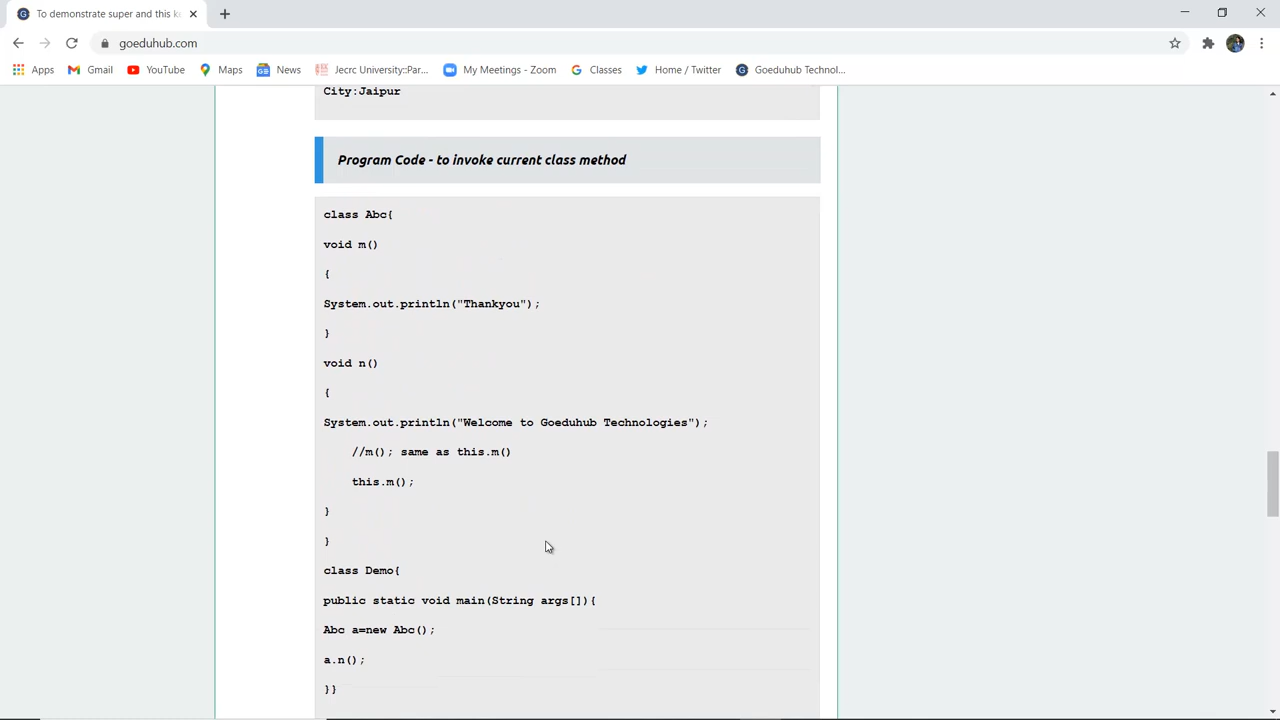 To demonstrate super and this ke
goeduhub.com
Apps
Gmail
YouTube
Maps
News
Jecrc University::Par...
My Meetings - Zoom
Classes
Home / Twitter
Goeduhub Technol...
City:Jaipur
Program Code - to invoke current class method
class Abc{
void m()
{
System.out.println("Thankyou");
}
void n()
{
System.out.println("Welcome to Goeduhub Technologies");
//m(); same as this.m()
this.m();
}
}
class Demo{
public static void main(String args[]){
Abc a=new Abc();
a.n();
}}